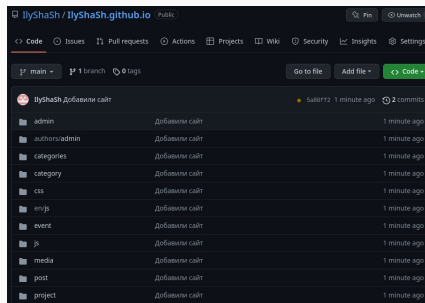 IlyShaSh / IlyShaSh.github.io Public Pin Unwatch
Code Issues Pull requests Actions Projects Wiki Security Insights Settings
main 1 branch 0 tags Go to file Add file Code
IlyShaSh Добавили сайт 5a88ff2 1 minute ago 2 commits
admin Добавили сайт 1 minute ago
authors/admin Добавили сайт 1 minute ago
categories Добавили сайт 1 minute ago
category Добавили сайт 1 minute ago
css Добавили сайт 1 minute ago
en/js Добавили сайт 1 minute ago
event Добавили сайт 1 minute ago
js Добавили сайт 1 minute ago
media Добавили сайт 1 minute ago
post Добавили сайт 1 minute ago
project Добавили сайт 1 minute ago